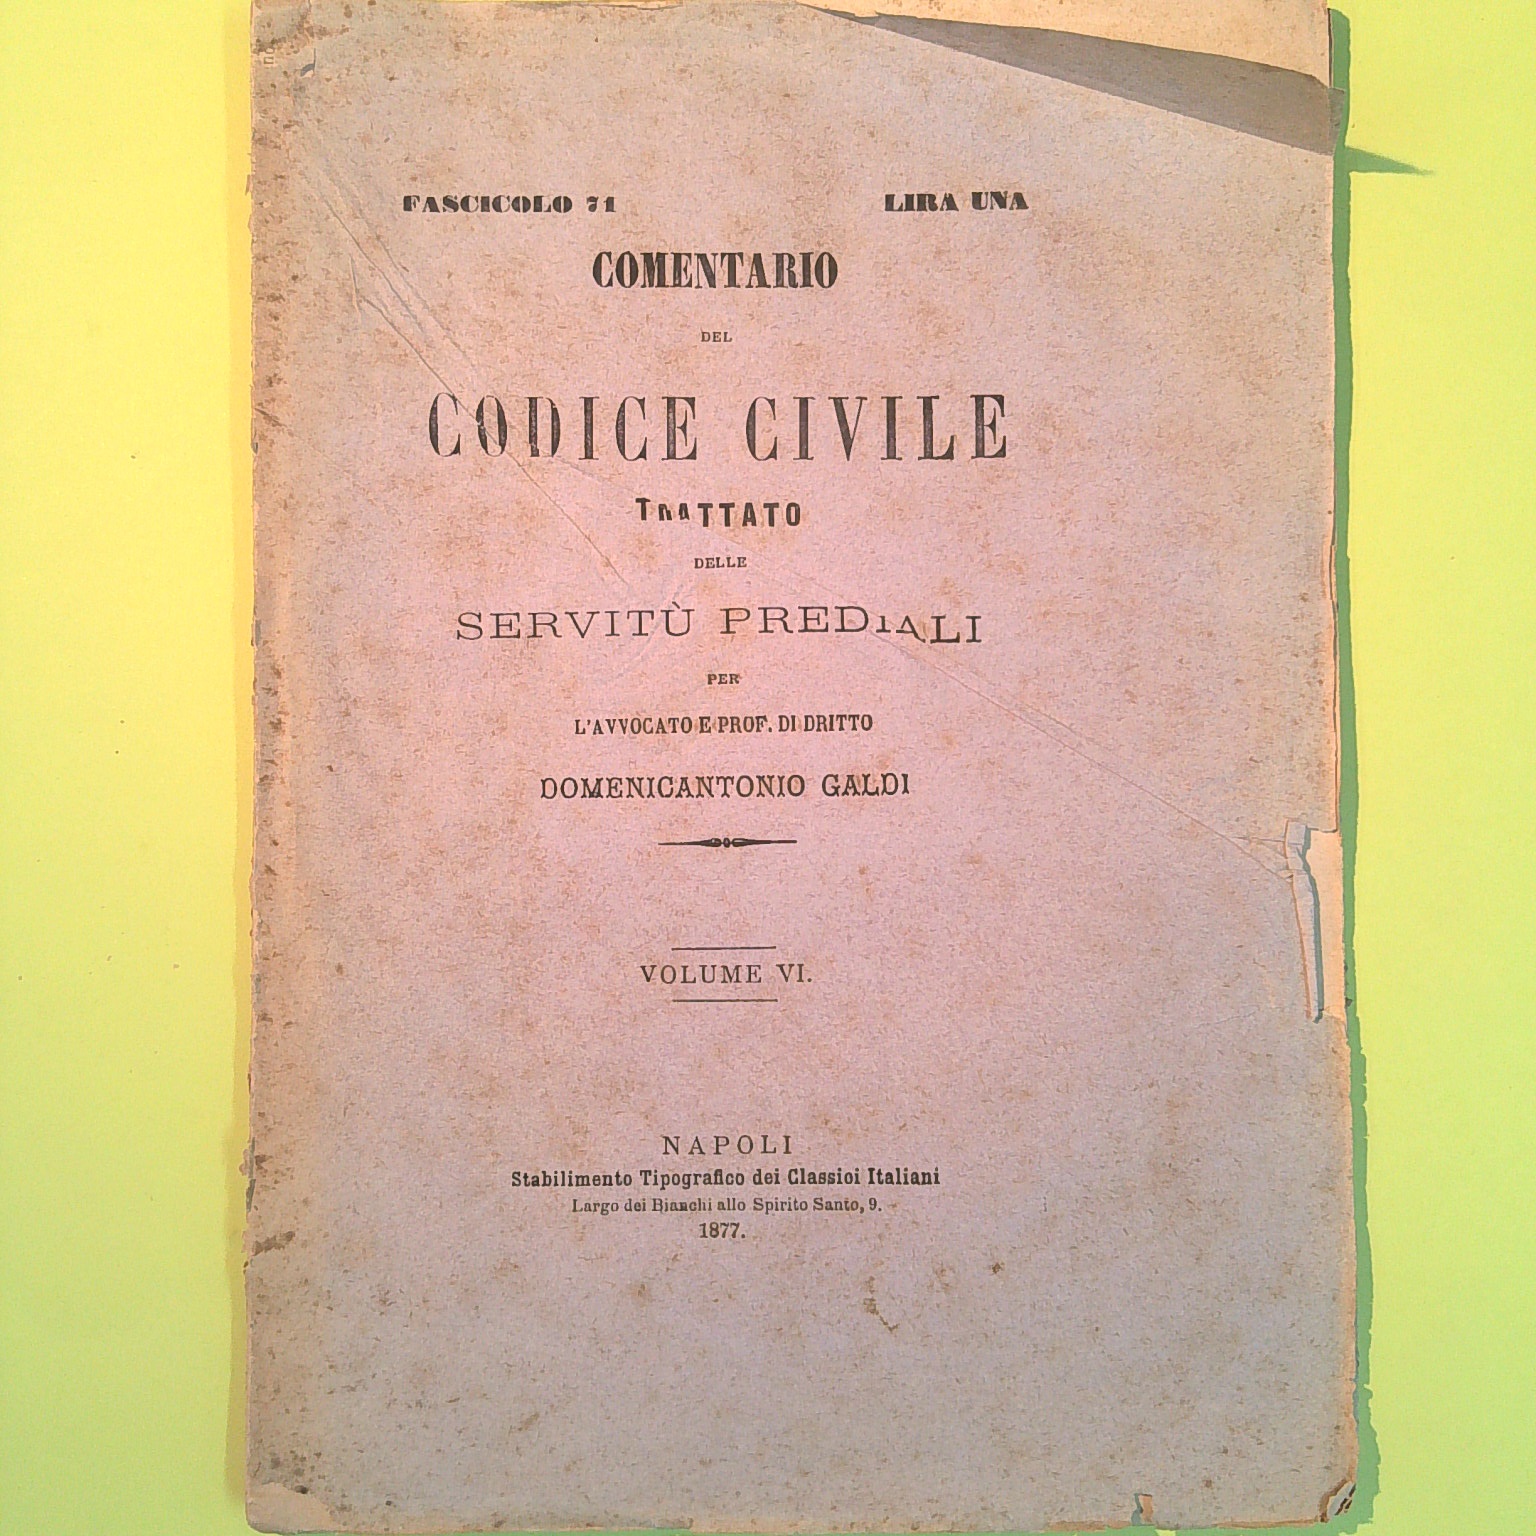 FASCICOLO 71 LIRA UNA
COMENTARIO
DEL
CODICE CIVILE
TRATTATO
DELLE
SERVITÙ PREDIALI
PER
L'AVVOCATO E PROF. DI DRITTO
DOMENICANTONIO GALDI
VOLUME VI.
NAPOLI
Stabilimento Tipografico dei Classioi Italiani
Largo dei Bianchi allo Spirito Santo, 9.
1877.